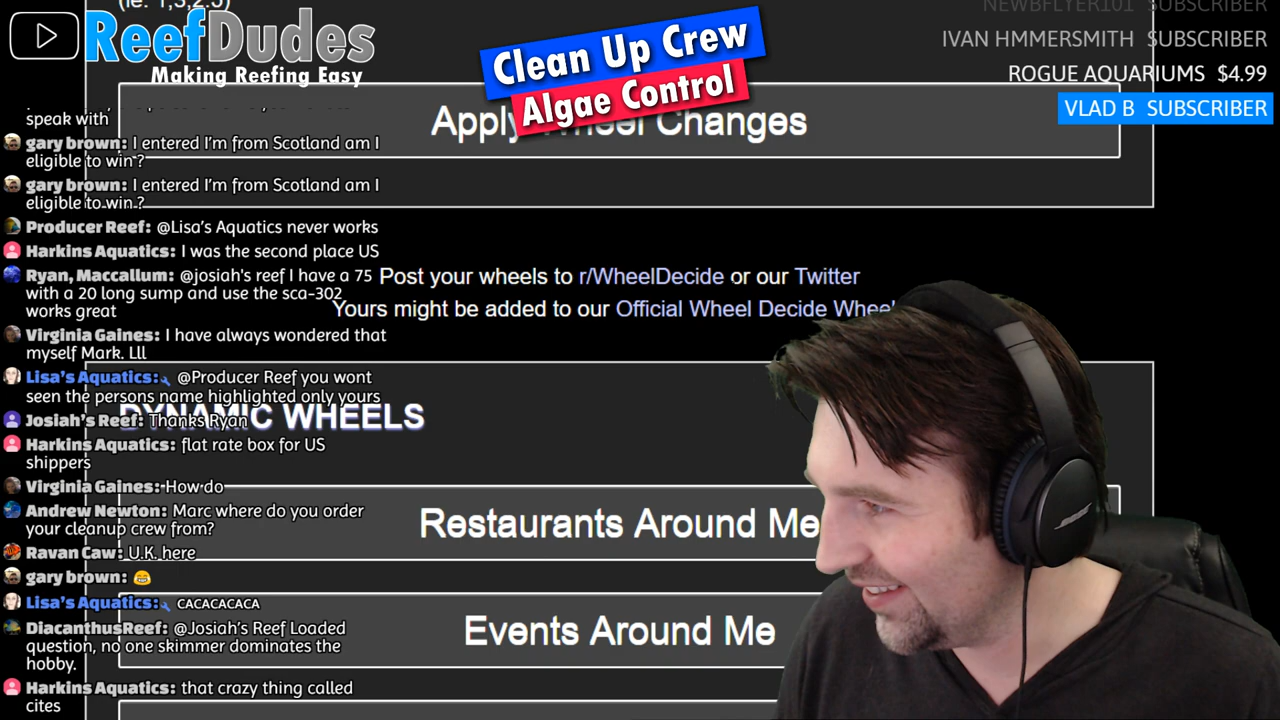 (ie: 1,3,2.5)
ReefDudes
Making Reefing Easy
Clean Up Crew
Algae Control
NEWBFLYER101 SUBSCRIBER
IVAN HMMERSMITH SUBSCRIBER
ROGUE AQUARIUMS $4.99
VLAD B SUBSCRIBER
Apply Wheel Changes
speak with
gary brown: I entered I'm from Scotland am I
eligible to win?
gary brown: I entered I'm from Scotland am I
eligible to win.?
Producer Reef: @Lisa's Aquatics never works
Harkins Aquatics: I was the second place US
Ryan, Maccallum: @josiah's reef I have a 75
with a 20 long sump and use the sca-302
works great
Virginia Gaines: I have always wondered that
myself Mark. Lll
Lisa's Aquatics: @Producer Reef you wont
seen the persons name highlighted only yours
Josiah's Reef: Thanks Ryan
Harkins Aquatics: flat rate box for US
shippers
Virginia Gaines: How do
Andrew Newton: Marc where do you order
your cleanup crew from?
Ravan Caw: U.K. here
gary brown: 😂
Lisa's Aquatics: CACACACACA
DiacanthusReef: @Josiah's Reef Loaded
question, no one skimmer dominates the
hobby.
Harkins Aquatics: that crazy thing called
cites
Post your wheels to r/WheelDecide or our Twitter
Yours might be added to our Official Wheel Decide Wheel
DYNAMIC WHEELS
Restaurants Around Me
Events Around Me
BOSE